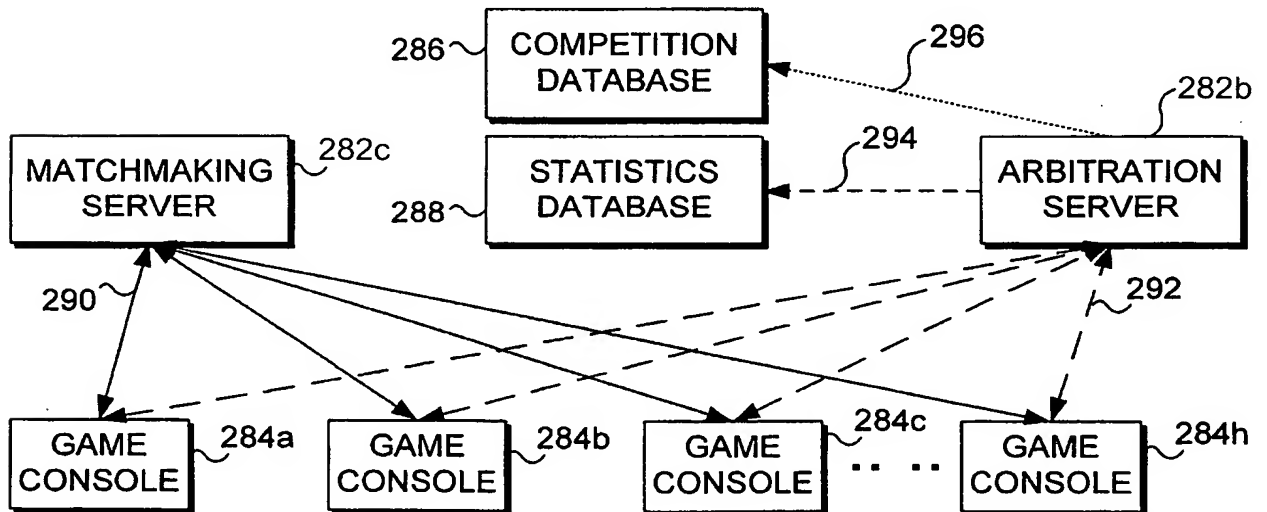 286
COMPETITION
DATABASE
296
282b
MATCHMAKING
SERVER
282c
288
STATISTICS
DATABASE
294
ARBITRATION
SERVER
290
292
GAME
CONSOLE
284a
GAME
CONSOLE
284b
GAME
CONSOLE
284c
GAME
CONSOLE
284h